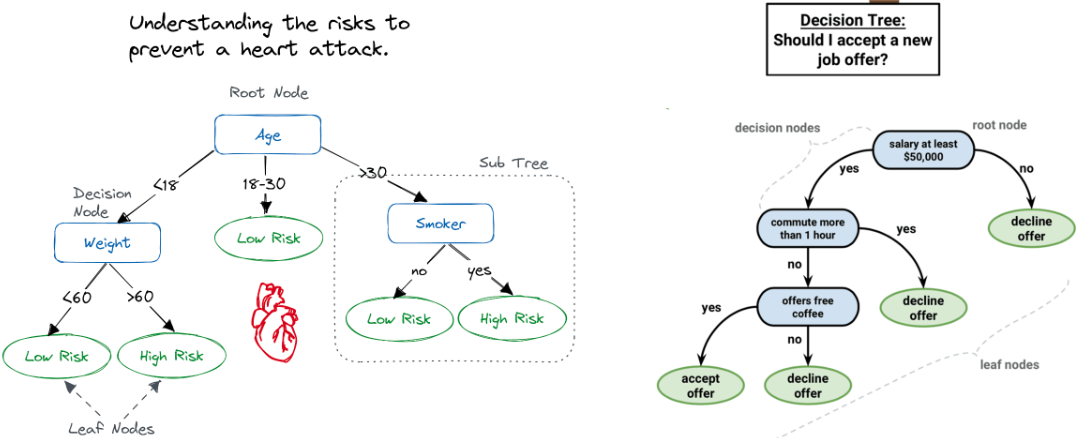 Understanding the risks to
prevent a heart attack.
Root Node
Age
<18
18-30
>30
Sub Tree
Decision
Node
Weight
Low Risk
Smoker
<60
>60
no
yes
Low Risk
High Risk
Low Risk
High Risk
Leaf Nodes
Decision Tree:
Should I accept a new
job offer?
decision nodes
root node
salary at least
$50,000
yes
no
commute more
than 1 hour
decline
offer
yes
no
offers free
coffee
decline
offer
yes
no
leaf nodes
accept
offer
decline
offer